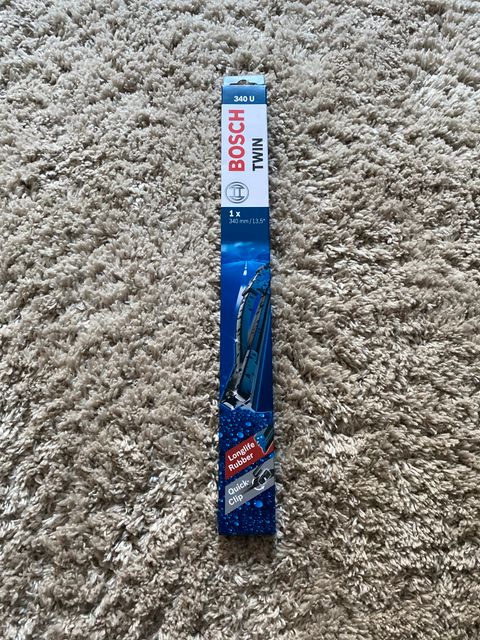 340 U
BOSCH
TWIN
1 x
340 mm / 13,5"
Longlife
Rubber
Quick-
Clip